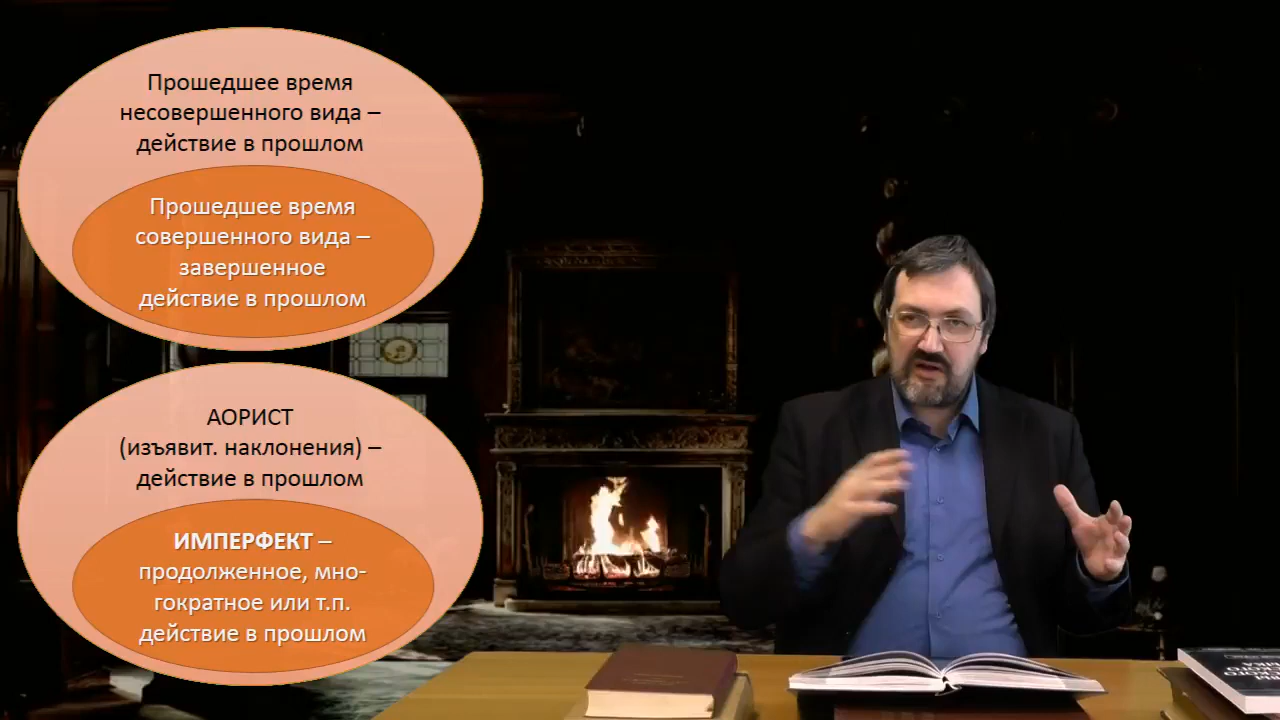 Прошедшее время
несовершенного вида –
действие в прошлом
Прошедшее время
совершенного вида –
завершенное
действие в прошлом
АОРИСТ
(изъявит. наклонения) –
действие в прошлом
ИМПЕРФЕКТ –
продолженное, мно-
гократное или т.п.
действие в прошлом